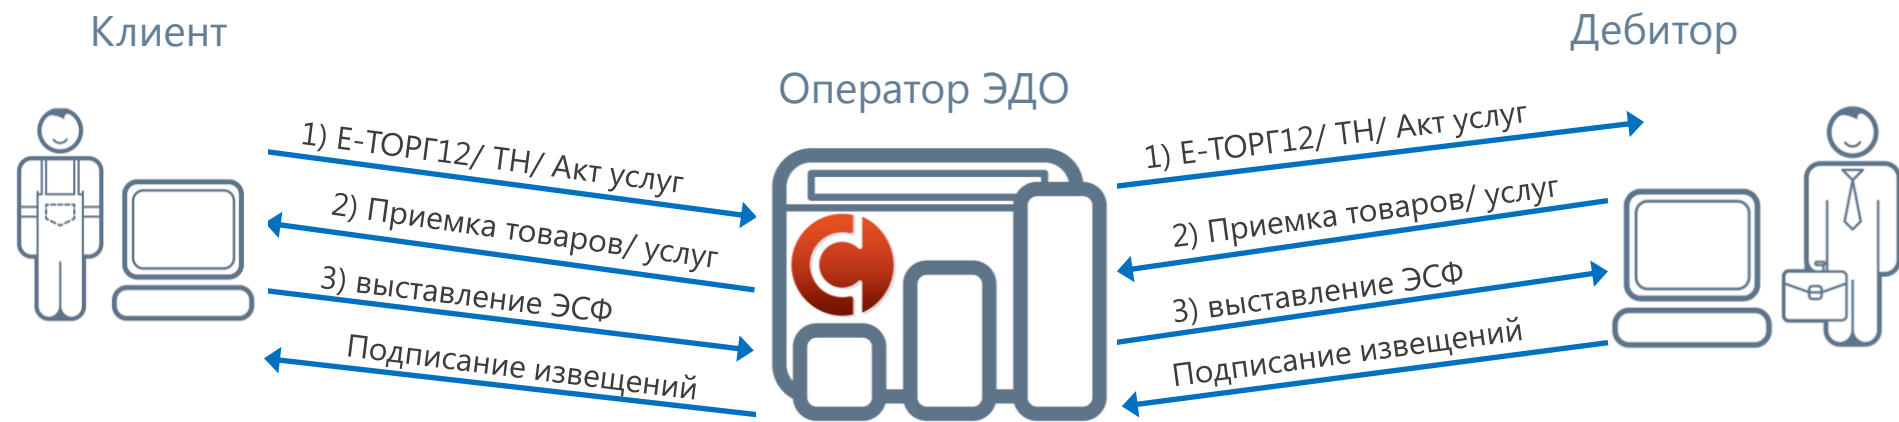 Клиент
Оператор ЭДО
Дебитор
1) Е-ТОРГ12/ ТН/ Акт услуг
2) Приемка товаров/ услуг
3) выставление ЭСФ
Подписание извещений
1) Е-ТОРГ12/ ТН/ Акт услуг
2) Приемка товаров/ услуг
3) выставление ЭСФ
Подписание извещений